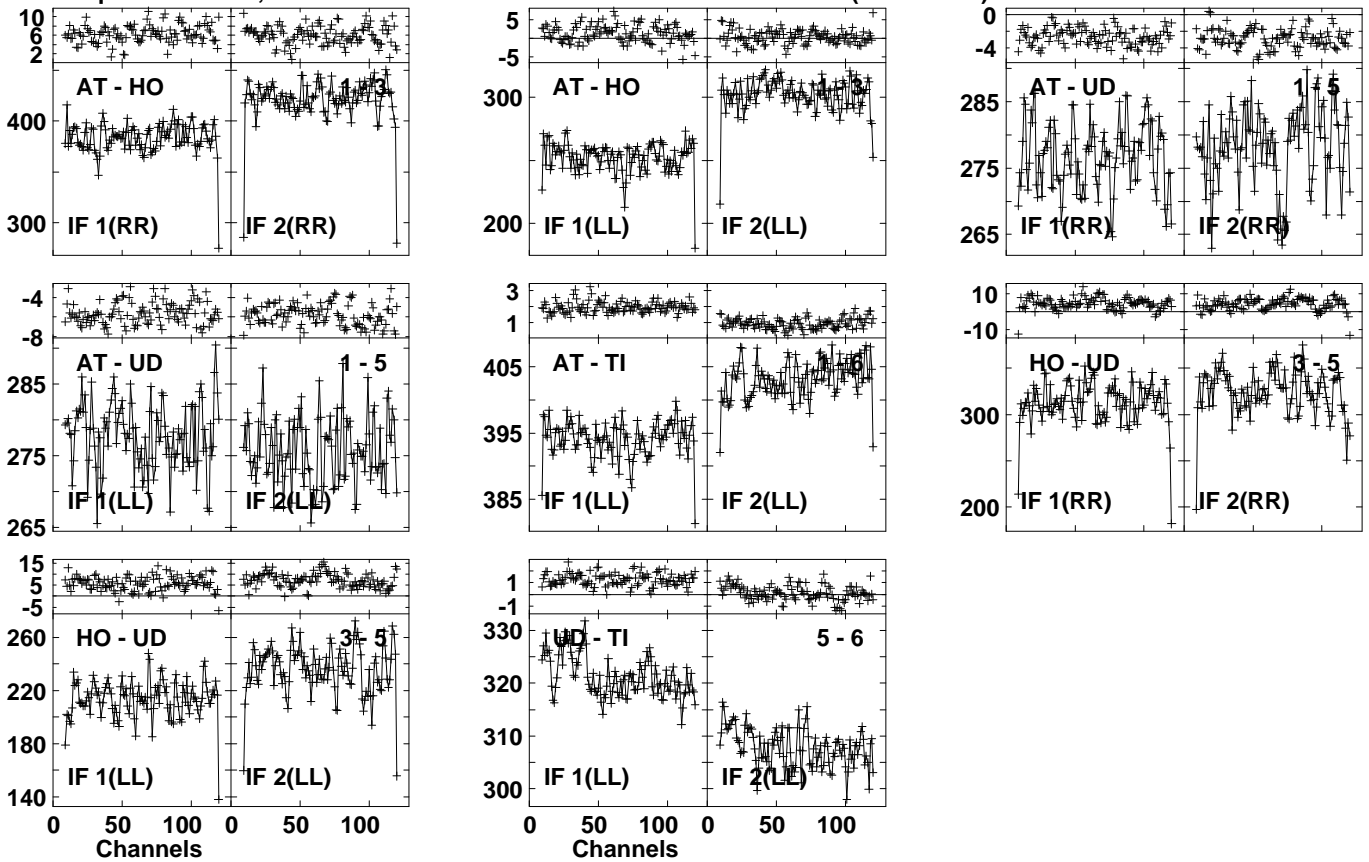 10 5 0
6
2 -5 -4
AT - HO 1 - 3 AT - HO 1 - 3 AT - UD 1 - 5
400 300 285
275
300 200 265
IF 1(RR) IF 2(RR) IF 1(LL) IF 2(LL) IF 1(RR) IF 2(RR)
-4 3 10
-8 1 -10
AT - UD 1 - 5 AT - TI 1 - 6 HO - UD 3 - 5
285 405 300
275 395
265 385 200
IF 1(LL) IF 2(LL) IF 1(LL) IF 2(LL) IF 1(RR) IF 2(RR)
15 1
5
-5 -1
HO - UD 3 - 5 UD - TI 5 - 6
260 330
220 320
180 310
140 300
IF 1(LL) IF 2(LL) IF 1(LL) IF 2(LL)
0 50 100 0 50 100 0 50 100 0 50 100
Channels Channels